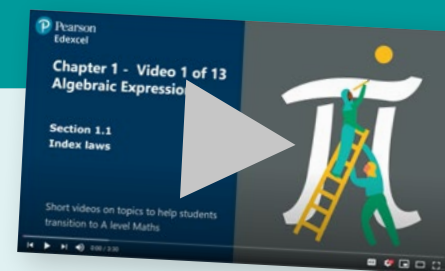 Pearson
Edexcel
Chapter 1 - Video 1 of 13
Algebraic
Section 1.1
Index laws
Short videos on topics to help students
transition to A level Maths